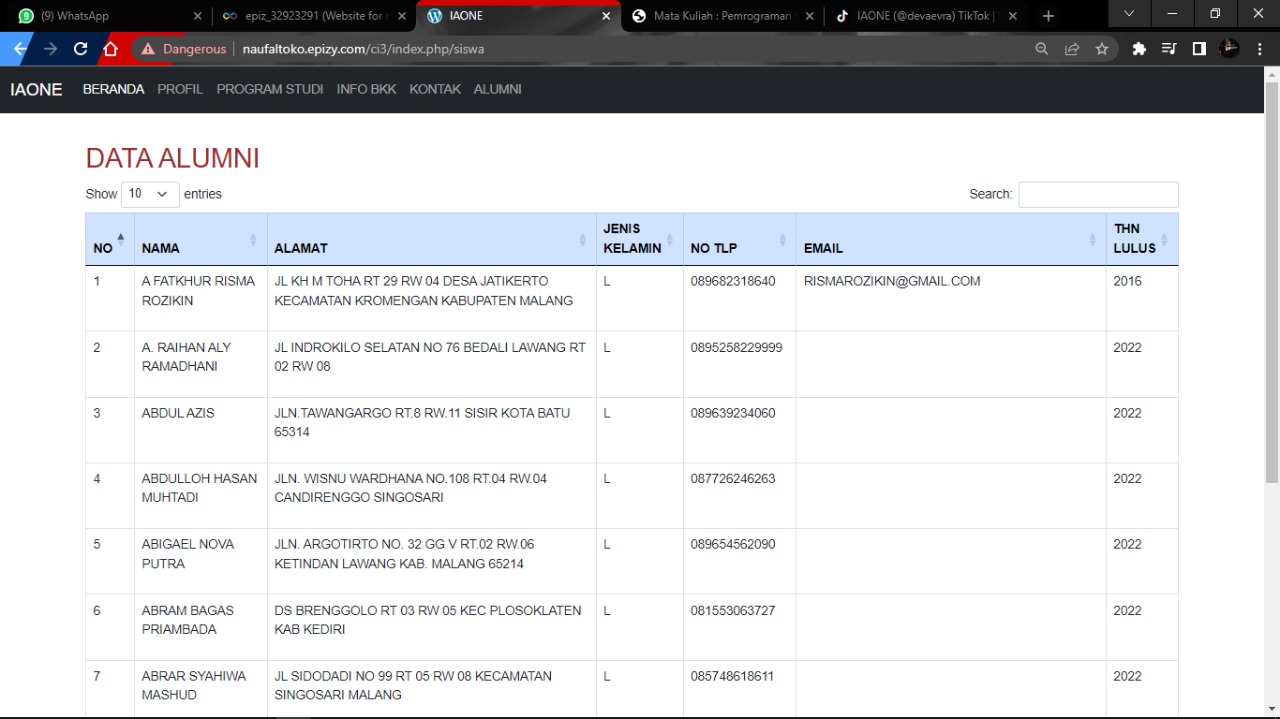 (9) WhatsApp
epiz_32923291 (Website for
IAONE
Mata Kuliah : Pemrograman
IAONE (@devaevra) TikTok |
Dangerous
naufaltoko.epizy.com/ci3/index.php/siswa
IAONE BERANDA PROFIL PROGRAM STUDI INFO BKK KONTAK ALUMNI
DATA ALUMNI
Show 10 entries
Search:
NO NAMA ALAMAT JENIS KELAMIN NO TLP EMAIL THN LULUS
1 A FATKHUR RISMA JL KH M TOHA RT 29 RW 04 DESA JATIKERTO L 089682318640 RISMAROZIKIN@GMAIL.COM 2016
ROZIKIN KECAMATAN KROMENGAN KABUPATEN MALANG
2 A. RAIHAN ALY JL INDROKILO SELATAN NO 76 BEDALI LAWANG RT L 0895258229999 2022
RAMADHANI 02 RW 08
3 ABDUL AZIS JLN.TAWANGARGO RT.8 RW.11 SISIR KOTA BATU L 089639234060 2022
65314
4 ABDULLOH HASAN JLN. WISNU WARDHANA NO.108 RT.04 RW.04 L 087726246263 2022
MUHTADI CANDIRENGGO SINGOSARI
5 ABIGAEL NOVA JLN. ARGOTIRTO NO. 32 GG V RT.02 RW.06 L 089654562090 2022
PUTRA KETINDAN LAWANG KAB. MALANG 65214
6 ABRAM BAGAS DS BRENGGOLO RT 03 RW 05 KEC PLOSOKLATEN L 081553063727 2022
PRIAMBADA KAB KEDIRI
7 ABRAR SYAHIWA JL SIDODADI NO 99 RT 05 RW 08 KECAMATAN L 085748618611 2022
MASHUD SINGOSARI MALANG